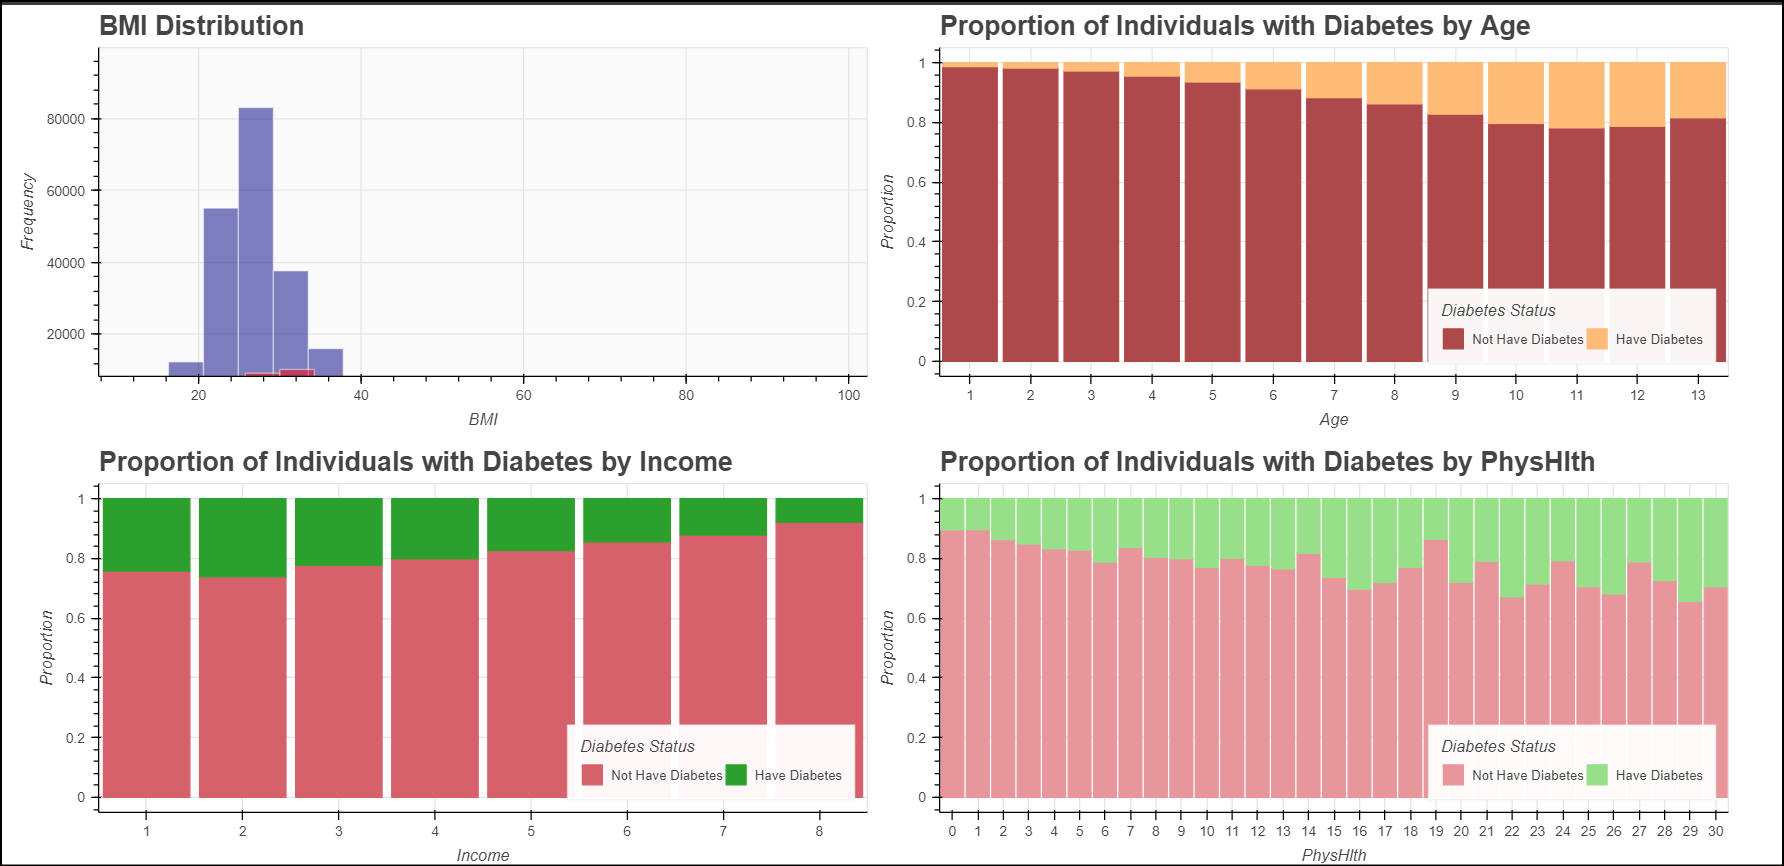 BMI Distribution
Frequency
80000
60000
40000
20000
20 40 60 80 100
BMI
Proportion of Individuals with Diabetes by Age
Proportion
1
0.8
0.6
0.4
0.2
0
Diabetes Status
Not Have Diabetes Have Diabetes
1 2 3 4 5 6 7 8 9 10 11 12 13
Age
Proportion of Individuals with Diabetes by Income
Proportion
1
0.8
0.6
0.4
0.2
0
Diabetes Status
Not Have Diabetes Have Diabetes
1 2 3 4 5 6 7 8
Income
Proportion of Individuals with Diabetes by PhysHlth
Proportion
1
0.8
0.6
0.4
0.2
0
Diabetes Status
Not Have Diabetes Have Diabetes
0 1 2 3 4 5 6 7 8 9 10 11 12 13 14 15 16 17 18 19 20 21 22 23 24 25 26 27 28 29 30
PhysHlth